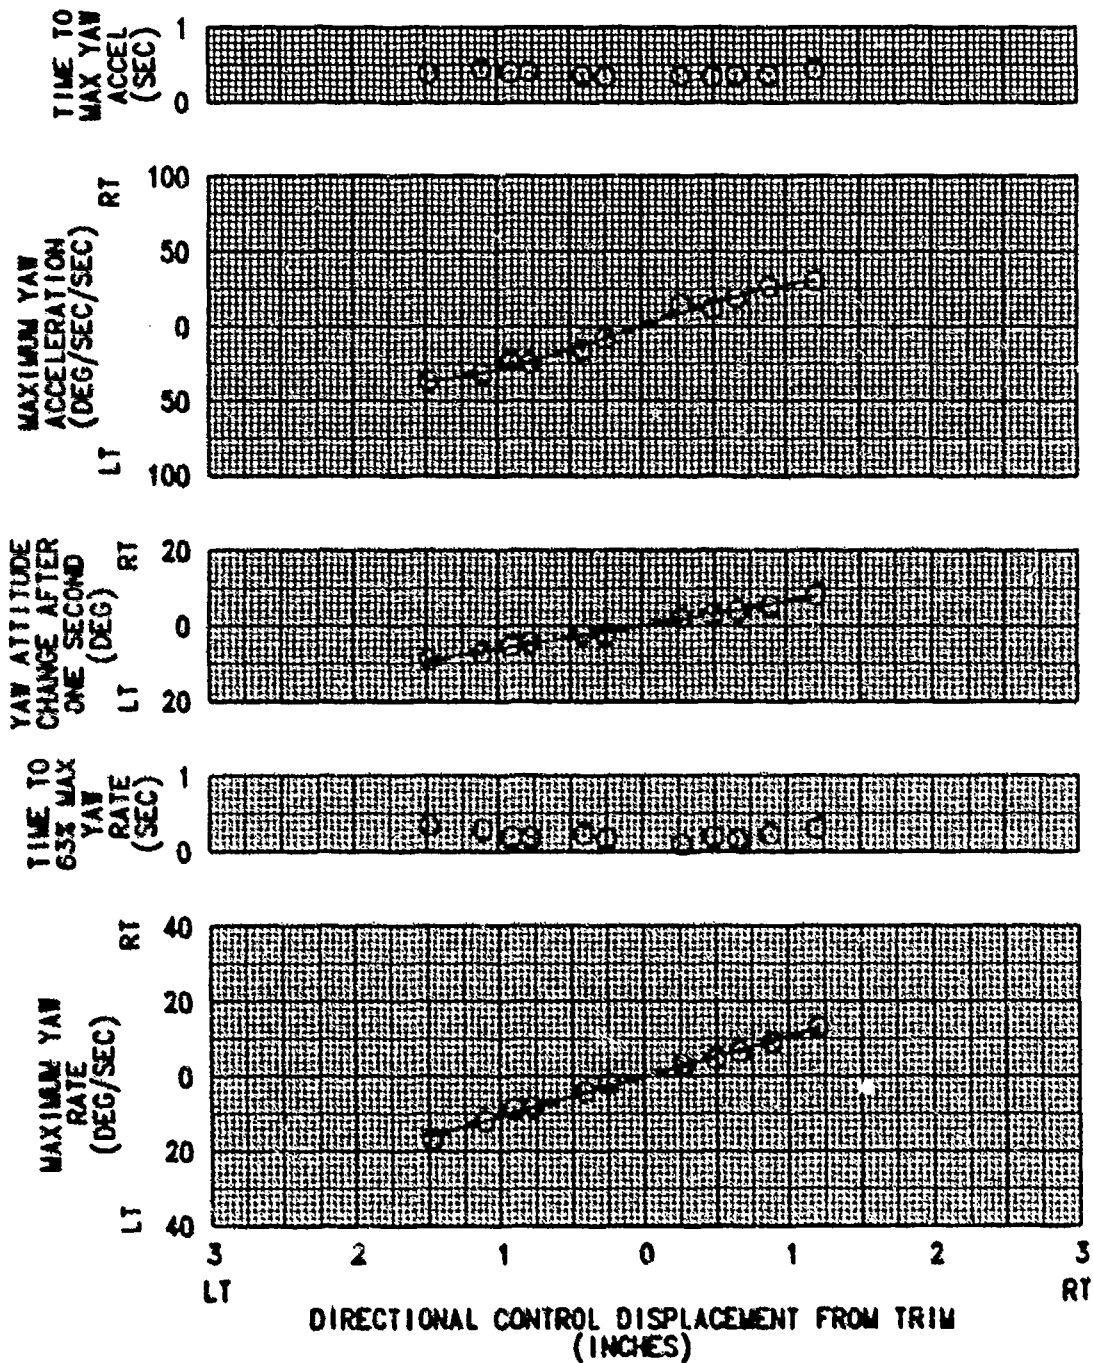 TIME TO
MAX YAW
ACCEL
(SEC)
1
0
MAXIMUM YAW
ACCELERATION
(DEG/SEC/SEC)
LT RT
100
50
0
50
100
YAW ATTITUDE
CHANGE AFTER
ONE SECOND
(DEG)
LT RT
20
0
20
TIME TO
63% MAX
YAW
RATE
(SEC)
1
0
MAXIMUM YAW
RATE
(DEG/SEC)
LT RT
40
20
0
20
40
3 2 1 0 1 2 3
LT RT
DIRECTIONAL CONTROL DISPLACEMENT FROM TRIM
(INCHES)